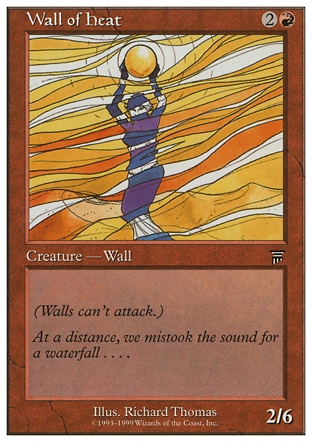 Wall of Heat 2
Creature — Wall
(Walls can't attack.)
At a distance, we mistook the sound for
a waterfall . . . .
Illus. Richard Thomas
©1993–1999 Wizards of the Coast, Inc. 2/6